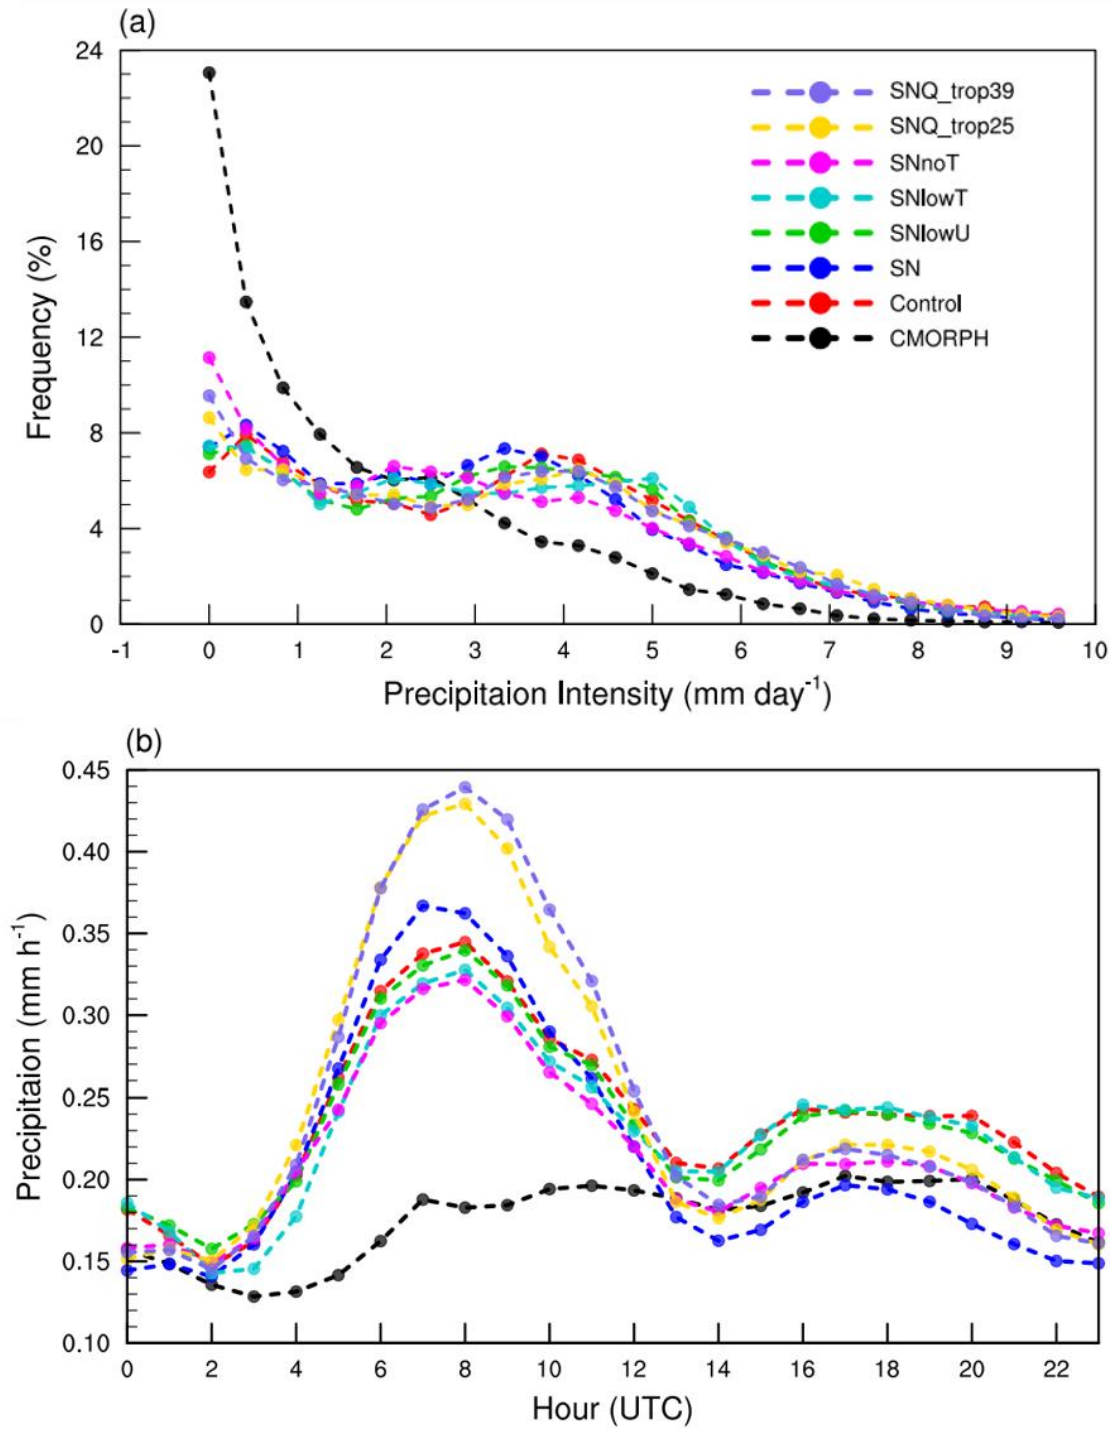 (a)
24
20
16
12
8
4
0
Frequency (%)
SNQ_trop39
SNQ_trop25
SNnoT
SNlowT
SNlowU
SN
Control
CMORPH
-1 0 1 2 3 4 5 6 7 8 9 10
Precipitaion Intensity (mm day-1)
(b)
0.45
0.40
0.35
0.30
0.25
0.20
0.15
0.10
Precipitaion (mm h-1)
0 2 4 6 8 10 12 14 16 18 20 22
Hour (UTC)